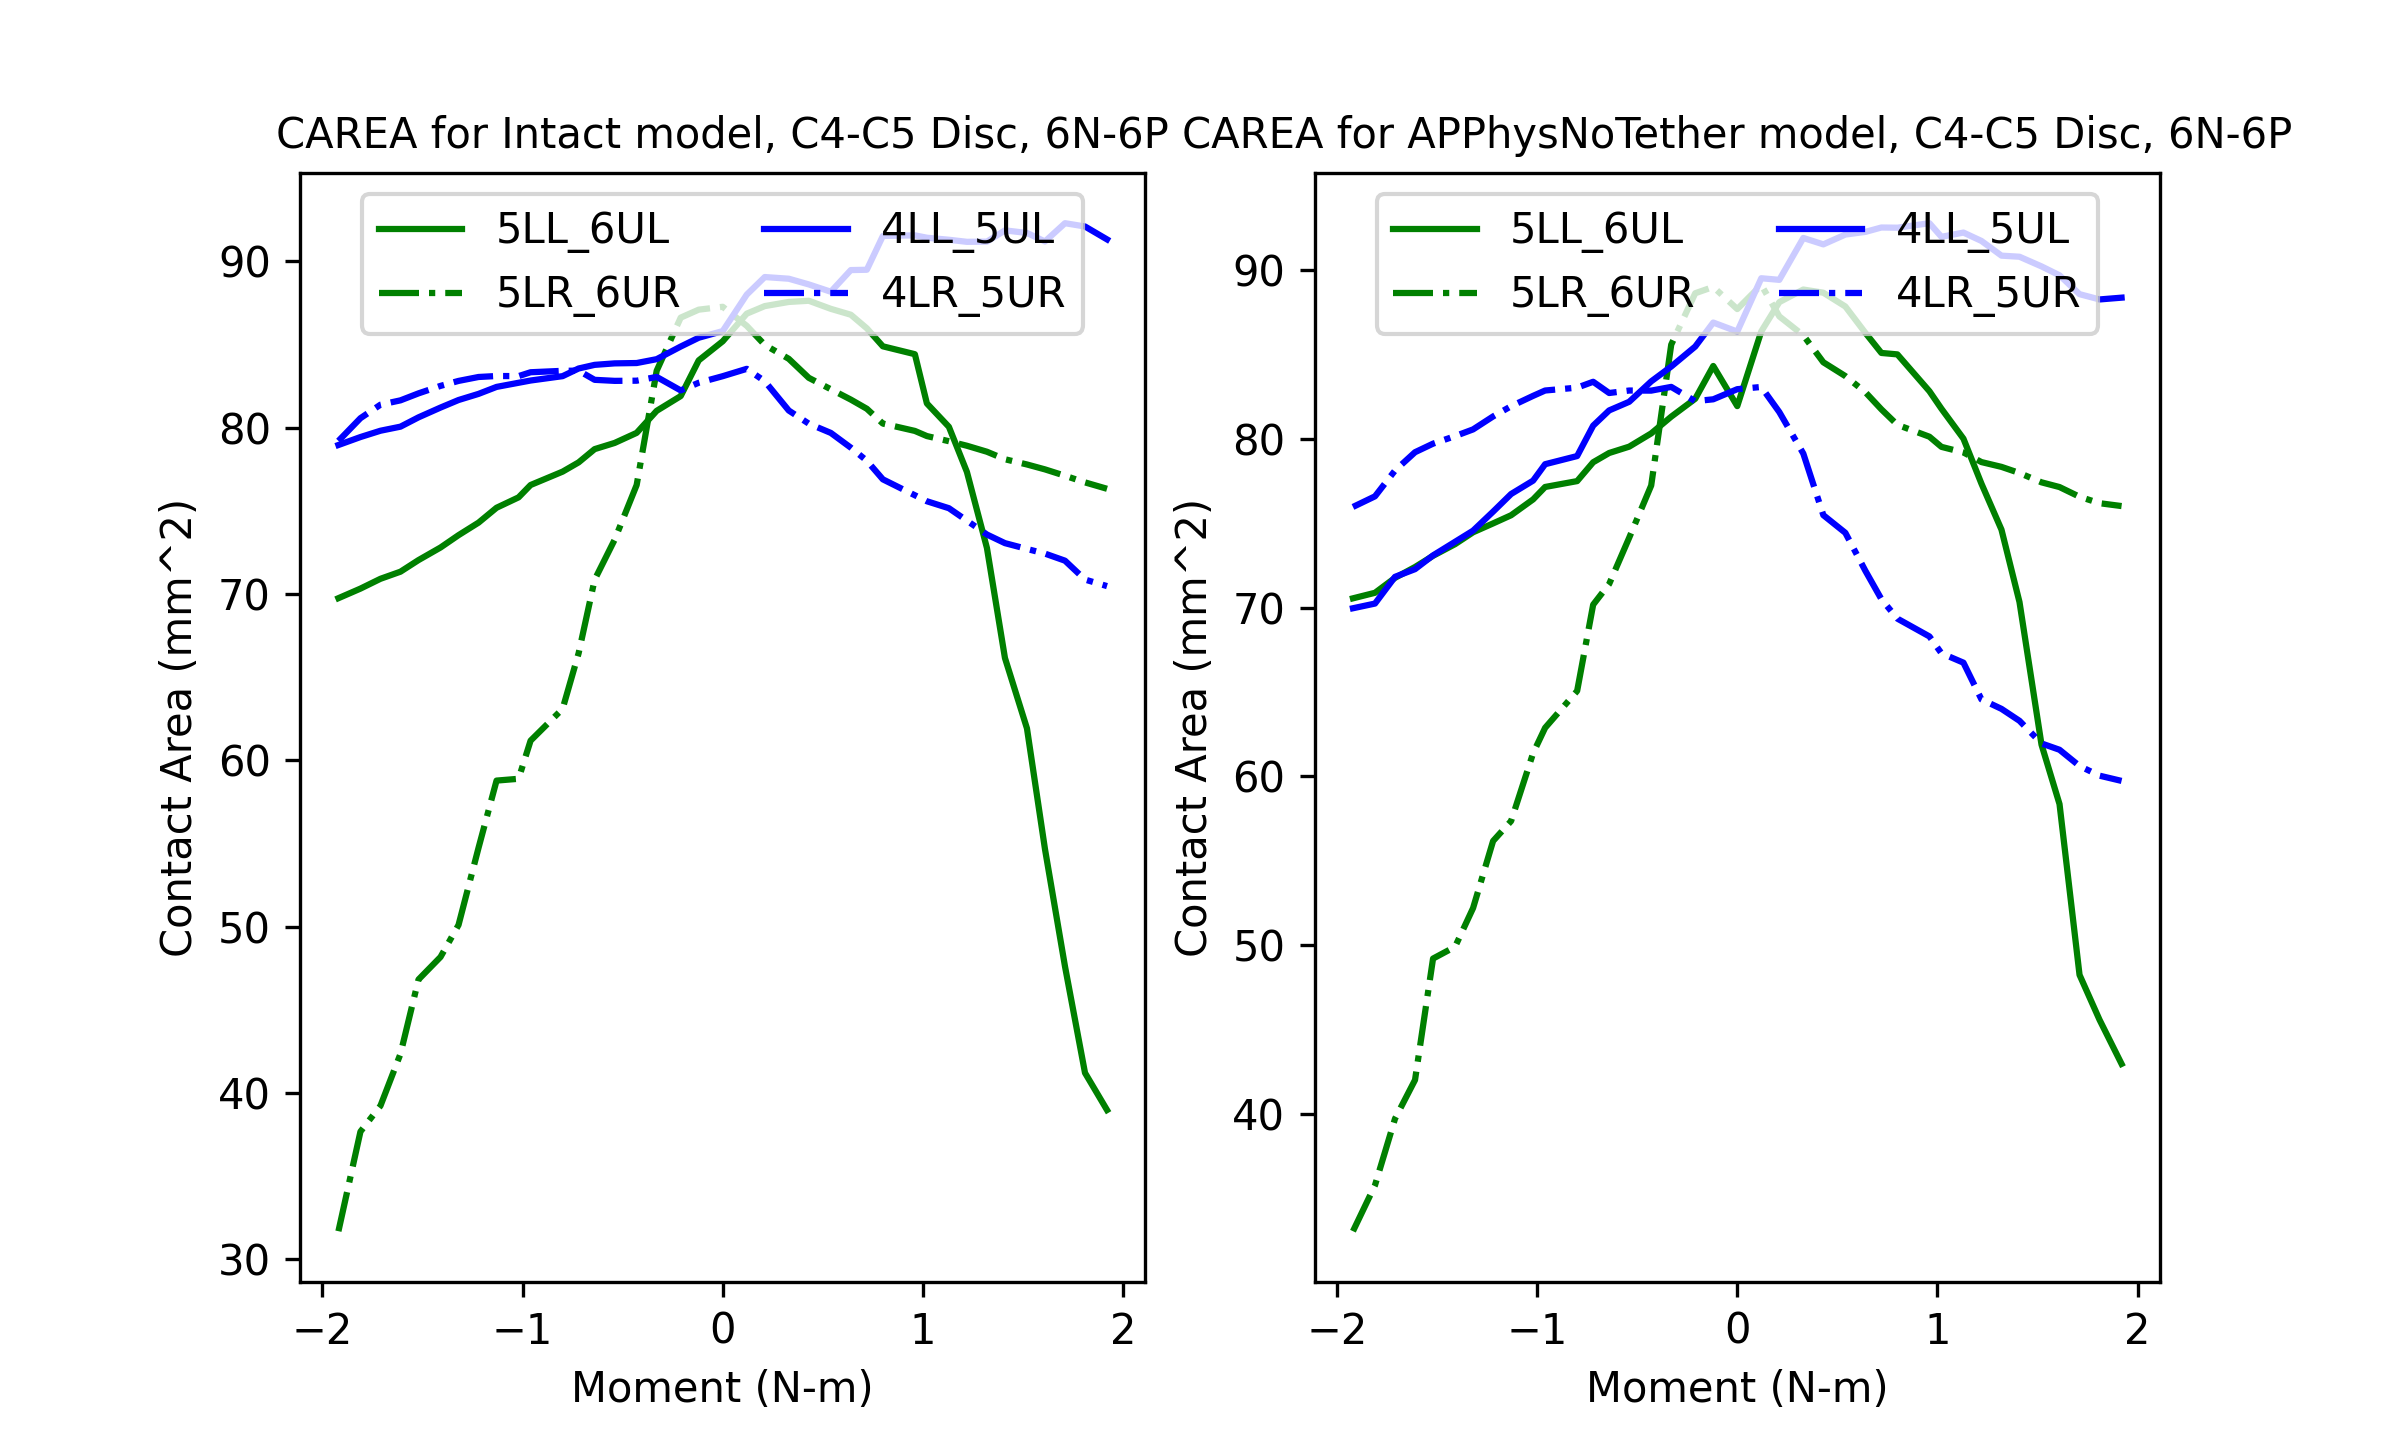 CAREA for Intact model, C4-C5 Disc, 6N-6P
5LL_6UL
5LR_6UR
4LL_5UL
4LR_5UR
Contact Area (mm^2)
90
80
70
60
50
40
30
−2
−1
0
1
2
Moment (N-m)
CAREA for APPhysNoTether model, C4-C5 Disc, 6N-6P
5LL_6UL
5LR_6UR
4LL_5UL
4LR_5UR
Contact Area (mm^2)
90
80
70
60
50
40
−2
−1
0
1
2
Moment (N-m)